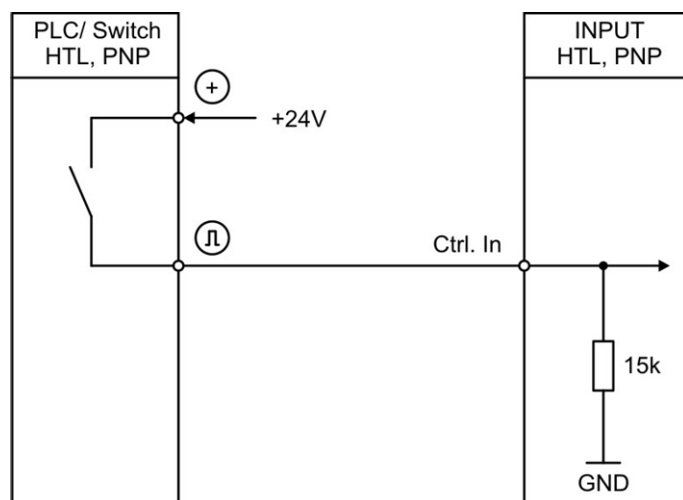 PLC/ Switch
HTL, PNP
INPUT
HTL, PNP
+
+24V
Ctrl. In
15k
GND